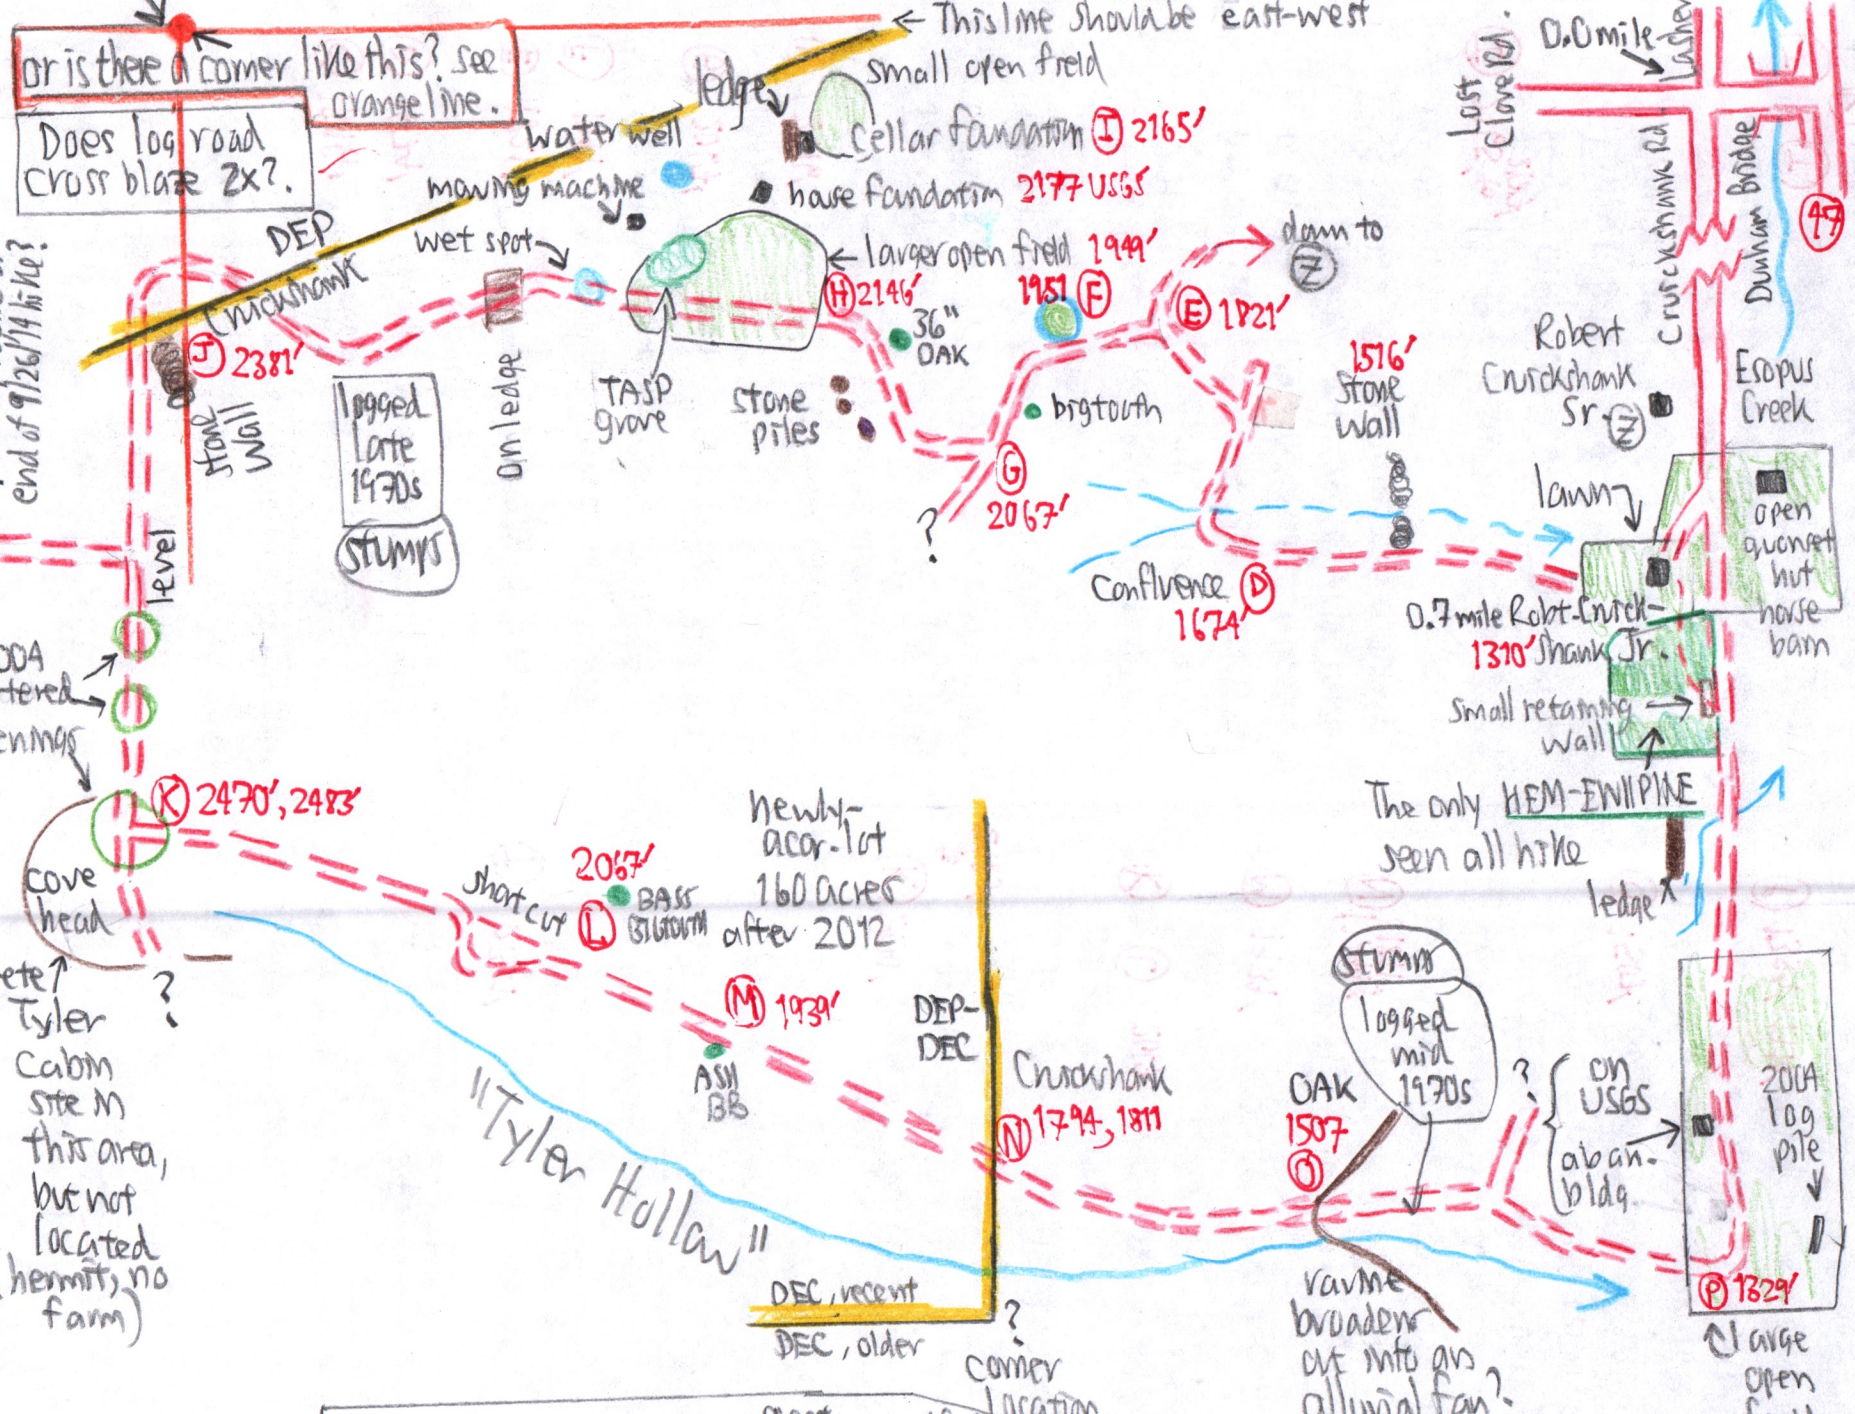 ← This line should be east-west
or is there a corner like this? see
orange line.
Does log road
cross blaze 2x?.
ledge
small open field
water well
cellar foundation (I) 2165'
mowing machine
house foundation 2177 USGS
DEP
Cruickshank
wet spot
larger open field 1949'
down to
Z
H 2146'
1951 F
E 1821'
36"
OAK
J 2381'
stone
wall
end of 9/26/14 hike?
logged
late
1970s
stumps
on ledge
TASP
grove
stone
piles
bigtooth
G
2067'
?
1516'
Stone
Wall
Confluence D
1674'
level
Lost
Clove Rd.
0.0 mile
Cruickshank Rd
Dunham Bridge
47
Robert
Cruickshank
Sr. Z
Esopus
Creek
lawn
open
quonset
hut
horse
barn
0.7 mile Robt. Cruick-
1310' shank Jr.
small retaining
wall
The only HEM-EWIIPINE
seen all hike
ledge
K 2470', 2483'
cove
head
?
Tyler
Cabin
site in
this area,
but not
located
hermit, no
farm)
short cut
2067'
L
BASS
BIGTOOTH
newly-
acqr. lot
160 acres
after 2012
M 1939'
ASH
BB
DEP-
DEC
"Tyler Hollow"
Cruickshank
N 1794, 1811
DEC, recent
DEC, older
?
corner
location
stumps
logged
mid
1970s
OAK
1507
O
?
on
USGS
aban.
bldg.
2004
log
pile
P 1329'
ravine
broadens
out into an
alluvial fan?
large
open